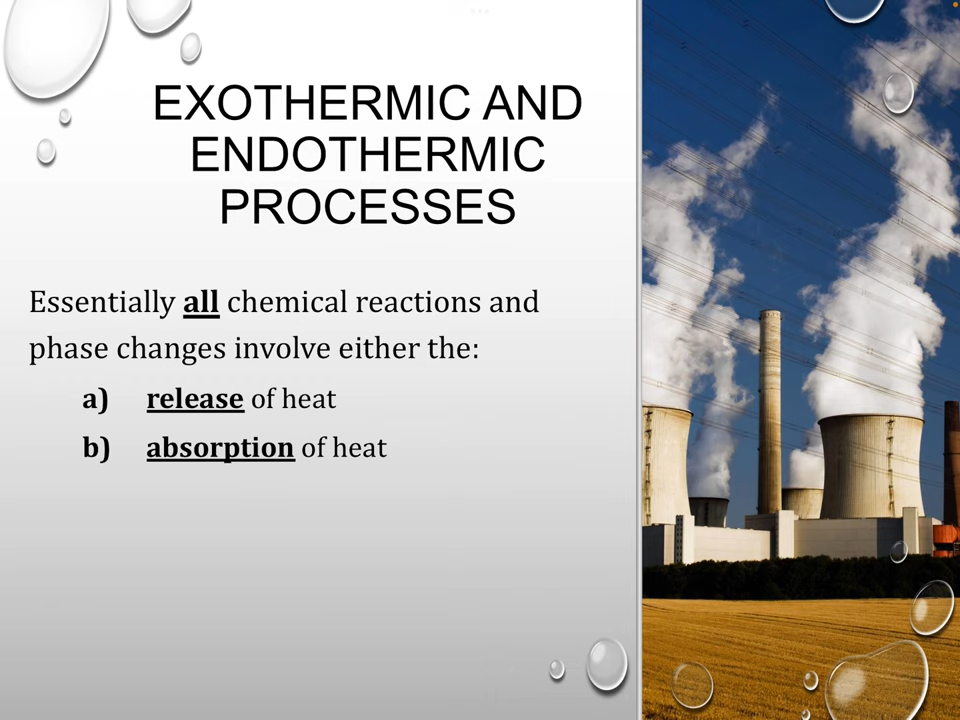 EXOTHERMIC AND
ENDOTHERMIC
PROCESSES
Essentially all chemical reactions and
phase changes involve either the:
a) release of heat
b) absorption of heat